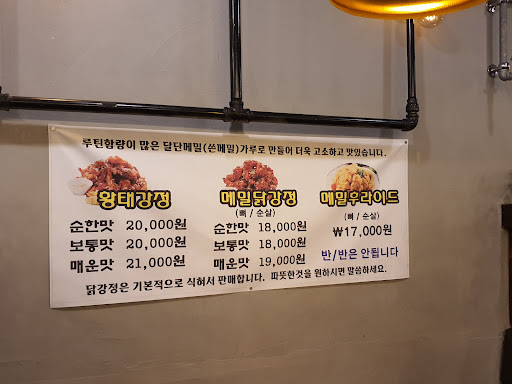 루틴함량이 많은 달단메밀(쓴메밀)가루로 만들어 더욱 고소하고 맛있습니다.
황태강정
순한맛 20,000원
보통맛 20,000원
매운맛 21,000원
메밀닭강정
(뼈 / 순살)
순한맛 18,000원
보통맛 18,000원
매운맛 19,000원
메밀후라이드
(뼈 / 순살)
₩17,000원
반/반은 안됩니다
닭강정은 기본적으로 식혀서 판매합니다. 따뜻한것을 원하시면 말씀하세요.